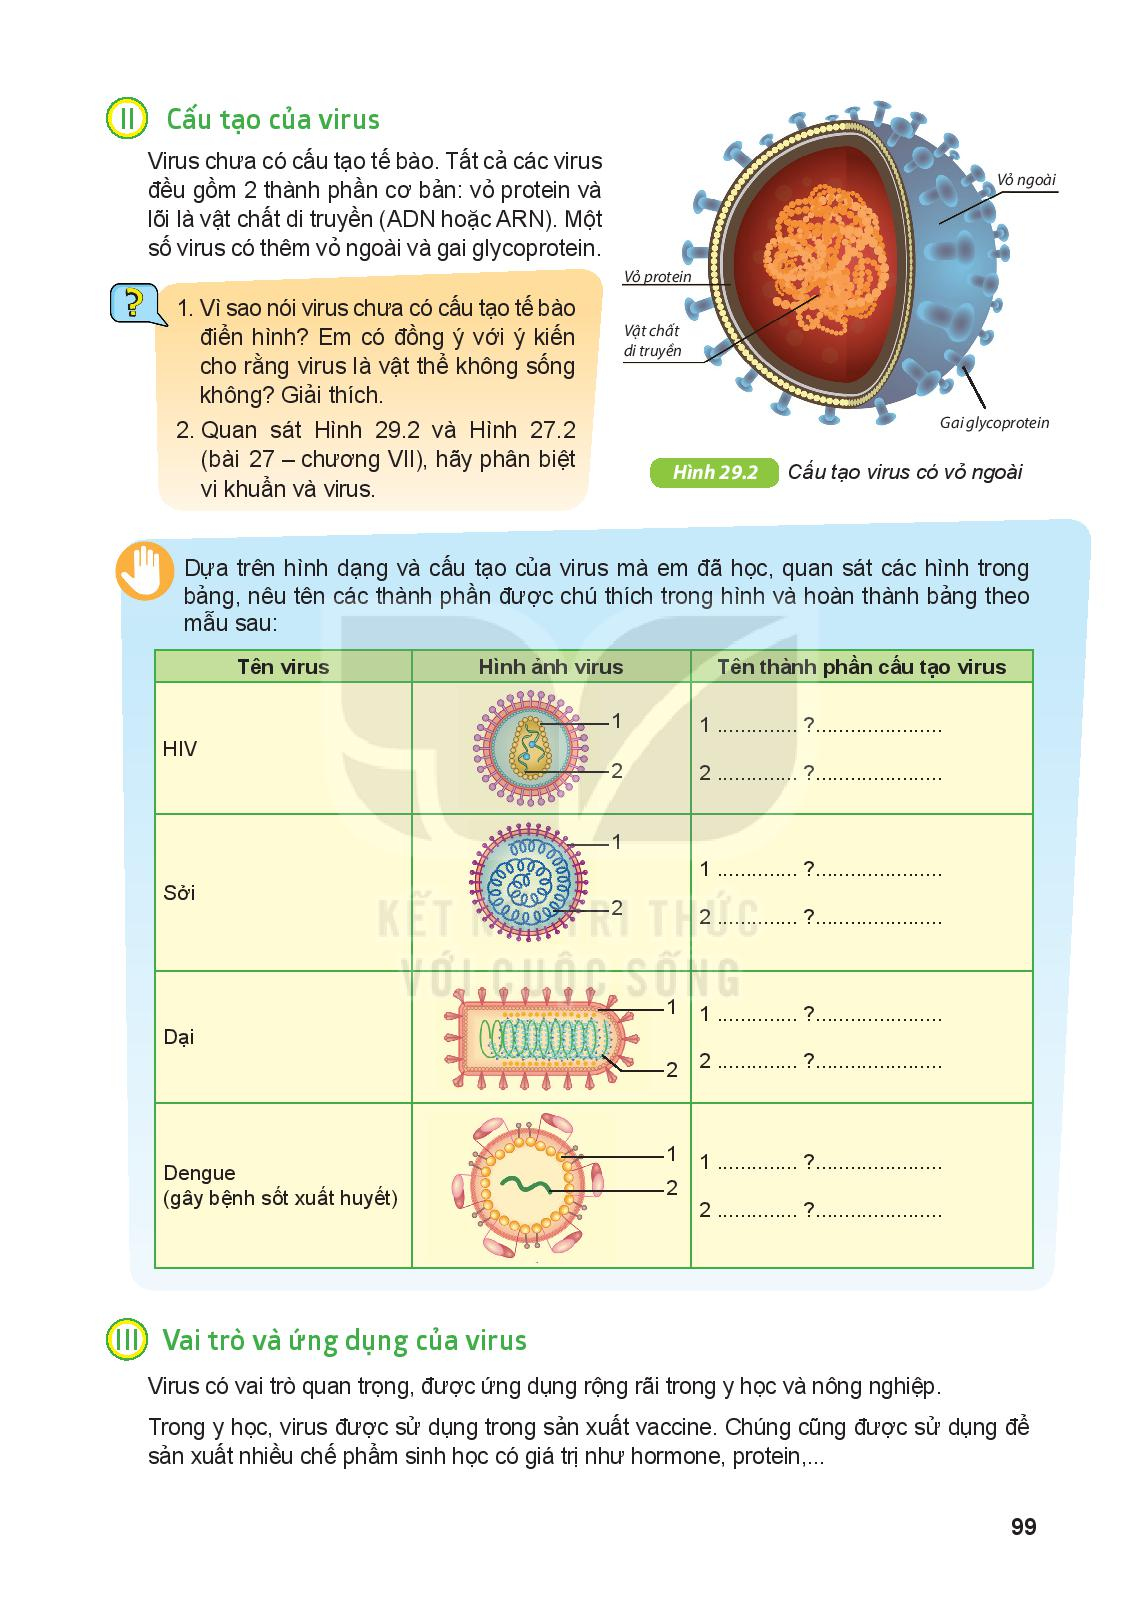 II Cấu tạo của virus
Virus chưa có cấu tạo tế bào. Tất cả các virus
đều gồm 2 thành phần cơ bản: vỏ protein và
lõi là vật chất di truyền (ADN hoặc ARN). Một
số virus có thêm vỏ ngoài và gai glycoprotein.
?
1. Vì sao nói virus chưa có cấu tạo tế bào
điển hình? Em có đồng ý với ý kiến
cho rằng virus là vật thể không sống
không? Giải thích.
2. Quan sát Hình 29.2 và Hình 27.2
(bài 27 – chương VII), hãy phân biệt
vi khuẩn và virus.
Vỏ ngoài
Vỏ protein
Vật chất
di truyền
Gai glycoprotein
Hình 29.2 Cấu tạo virus có vỏ ngoài
Dựa trên hình dạng và cấu tạo của virus mà em đã học, quan sát các hình trong
bảng, nêu tên các thành phần được chú thích trong hình và hoàn thành bảng theo
mẫu sau:
Tên virus Hình ảnh virus Tên thành phần cấu tạo virus
HIV
1
2
1 .............. ?......................
2 .............. ?......................
Sởi
1
2
1 .............. ?......................
2 .............. ?......................
Dại
1
2
1 .............. ?......................
2 .............. ?......................
Dengue
(gây bệnh sốt xuất huyết)
1
2
1 .............. ?......................
2 .............. ?......................
KẾT NỐI TRI THỨC
VỚI CUỘC SỐNG
III Vai trò và ứng dụng của virus
Virus có vai trò quan trọng, được ứng dụng rộng rãi trong y học và nông nghiệp.
Trong y học, virus được sử dụng trong sản xuất vaccine. Chúng cũng được sử dụng để
sản xuất nhiều chế phẩm sinh học có giá trị như hormone, protein,...
99